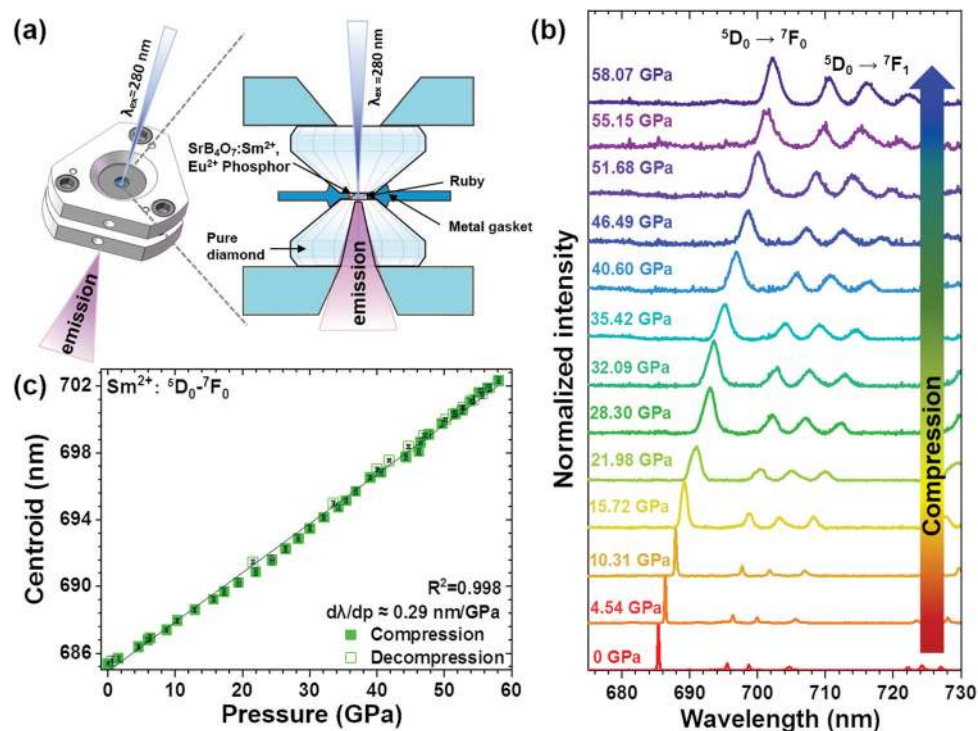 (a)
λex=280 nm
emission
λex=280 nm
SrB4O7:Sm2+,
Eu2+ Phosphor
Ruby
Metal gasket
Pure
diamond
emission
(b)
⁵D₀ → ⁷F₀
⁵D₀ → ⁷F₁
58.07 GPa
55.15 GPa
51.68 GPa
46.49 GPa
40.60 GPa
35.42 GPa
32.09 GPa
28.30 GPa
21.98 GPa
15.72 GPa
10.31 GPa
4.54 GPa
0 GPa
Compression
Normalized intensity
680 690 700 710 720 730
Wavelength (nm)
(c)
Sm²⁺: ⁵D₀-⁷F₀
702
698
694
690
686
Centroid (nm)
R²=0.998
dλ/dp ≈ 0.29 nm/GPa
Compression
Decompression
0 10 20 30 40 50 60
Pressure (GPa)